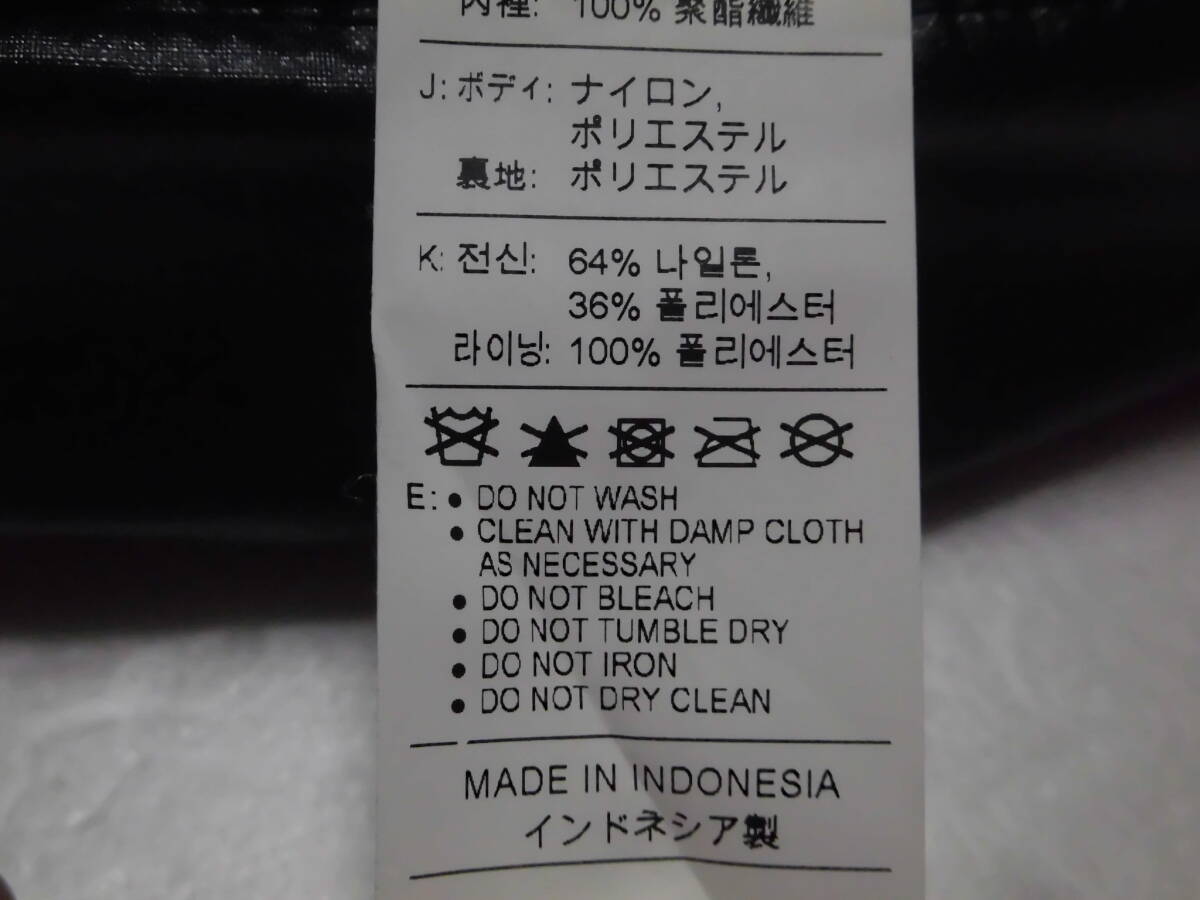 內裡: 100% 聚酯纖維
J: ボディ: ナイロン,
ポリエステル
裏地: ポリエステル
K: 전신: 64% 나일론,
36% 폴리에스터
라이닝: 100% 폴리에스터
E: • DO NOT WASH
• CLEAN WITH DAMP CLOTH
AS NECESSARY
• DO NOT BLEACH
• DO NOT TUMBLE DRY
• DO NOT IRON
• DO NOT DRY CLEAN
MADE IN INDONESIA
インドネシア製